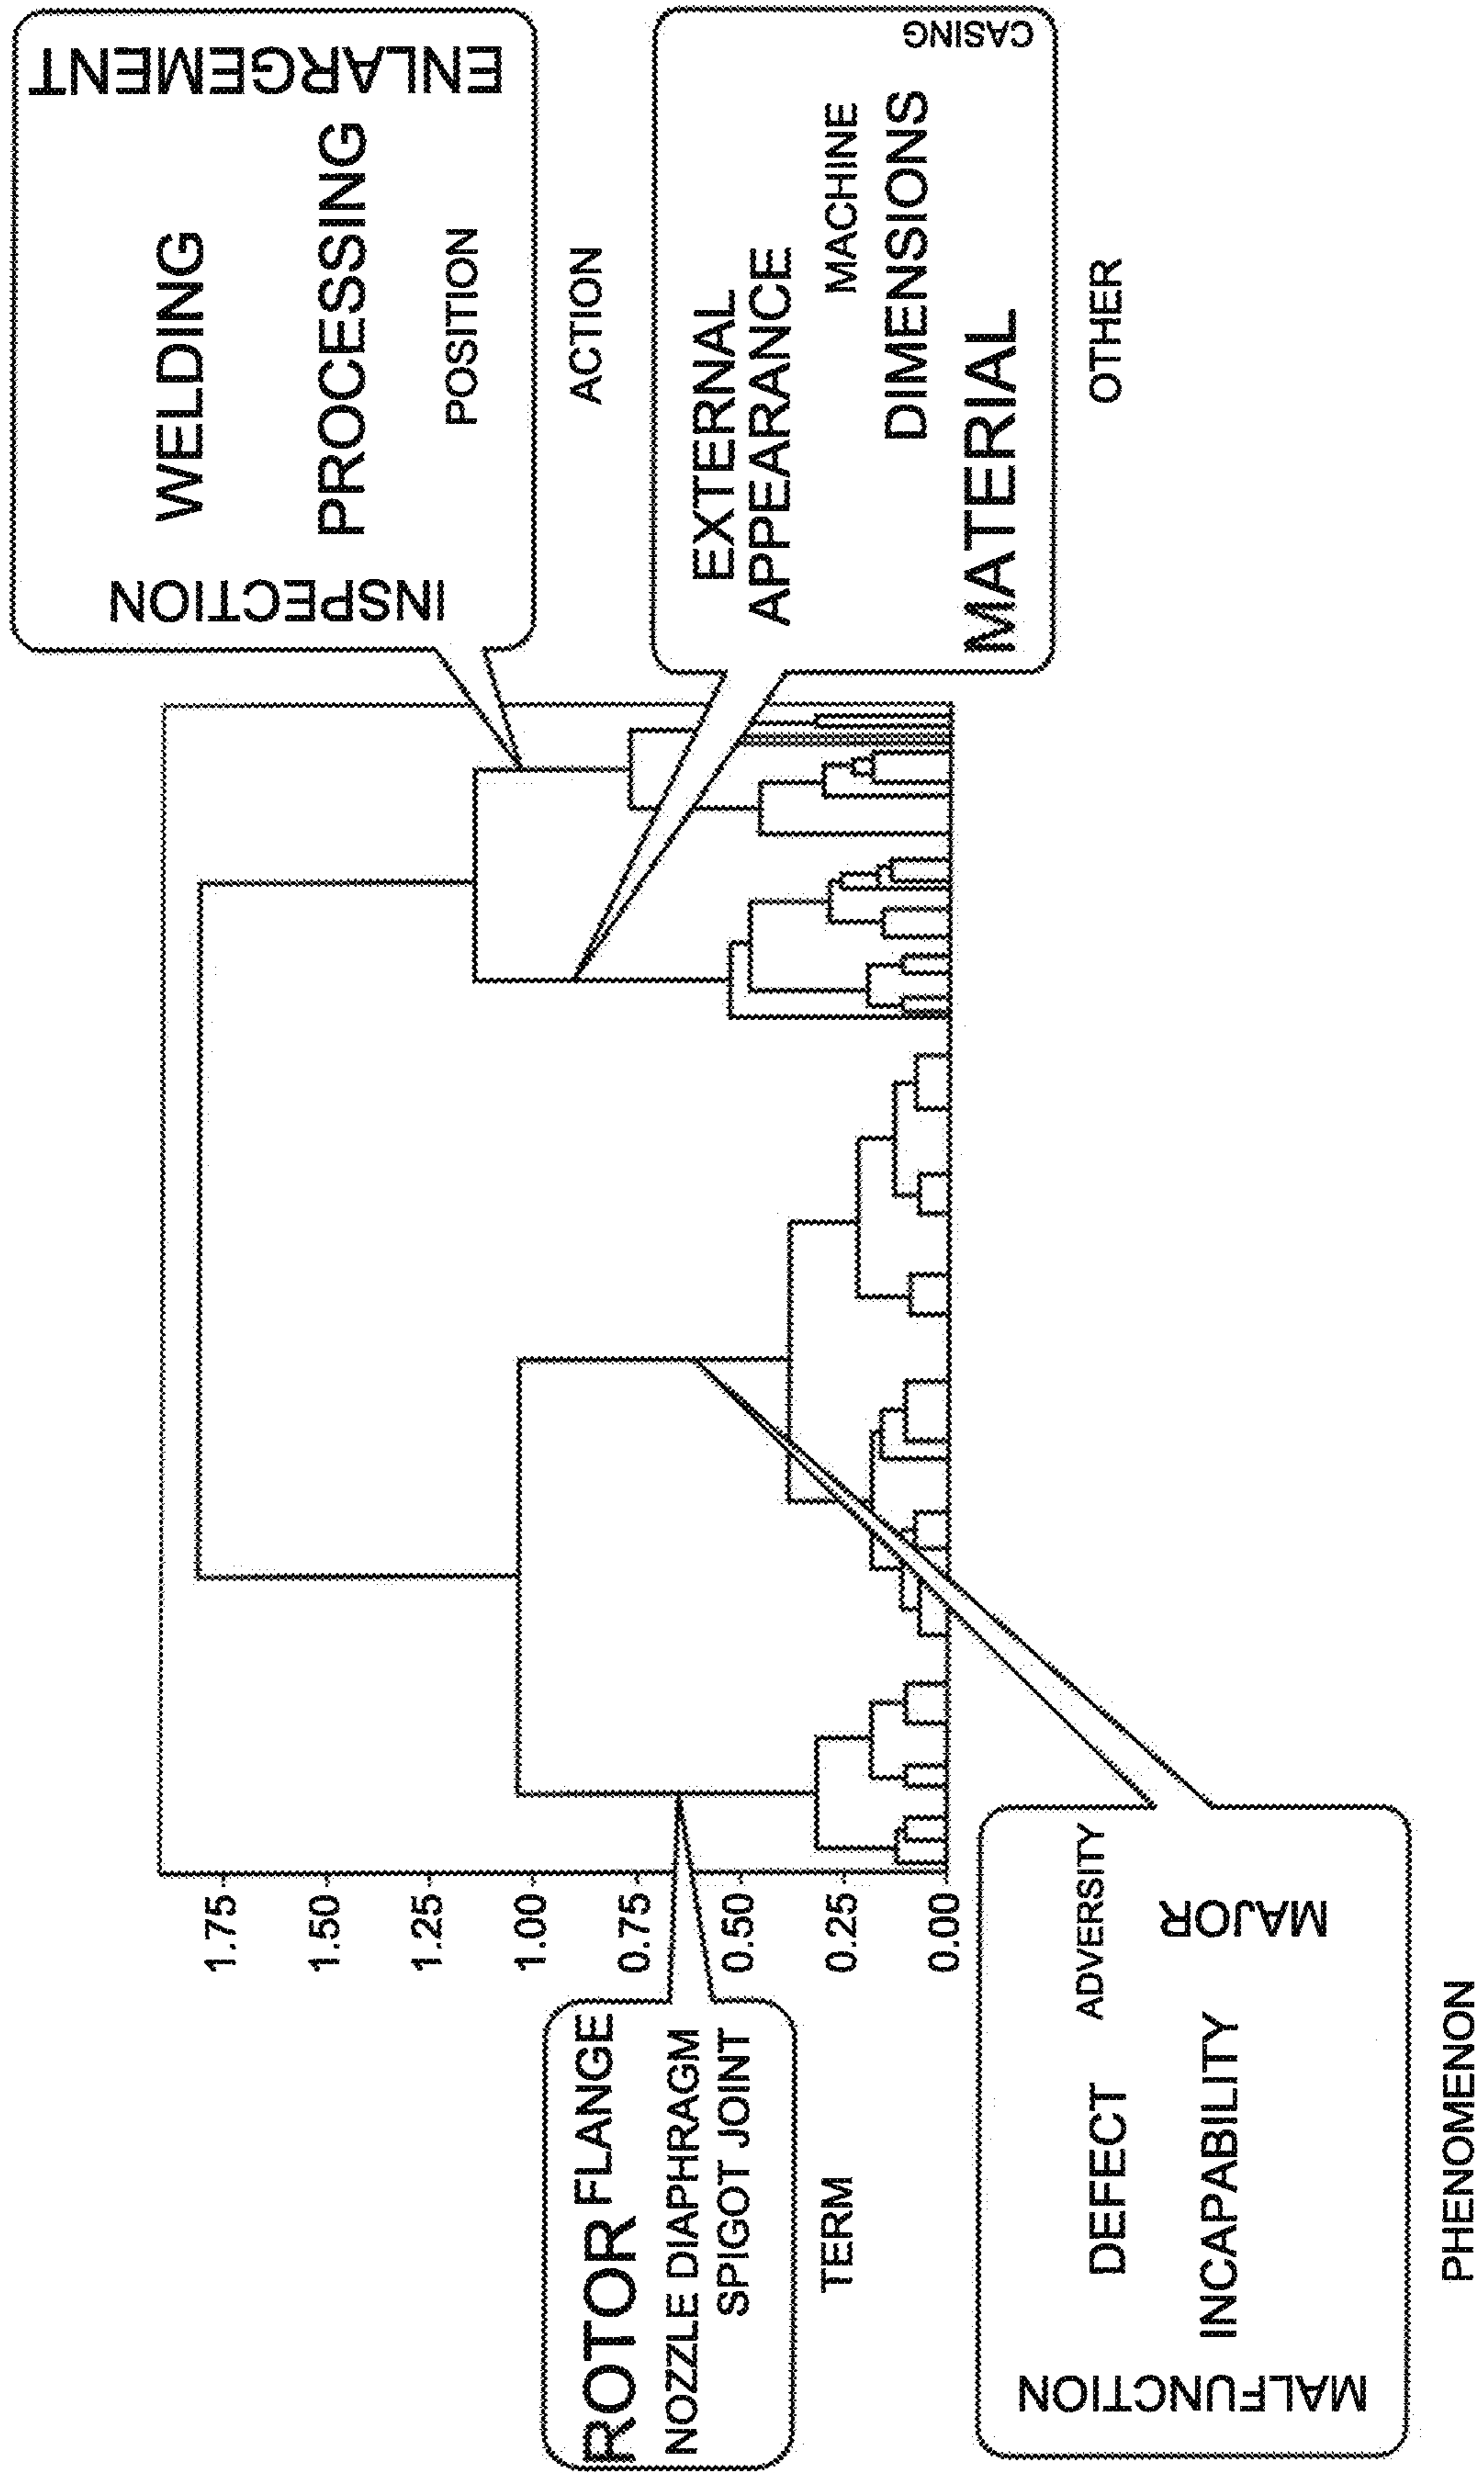 ROTOR FLANGE
NOZZLE DIAPHRAGM
SPIGOT JOINT
TERM
1.75
1.50
1.25
1.00
0.75
0.50
0.25
0.00
MALFUNCTION
DEFECT
ADVERSITY
INCAPABILITY
MAJOR
PHENOMENON
INSPECTION
WELDING
PROCESSING
POSITION
ENLARGEMENT
ACTION
EXTERNAL
APPEARANCE
MACHINE
DIMENSIONS
MATERIAL
CASING
OTHER